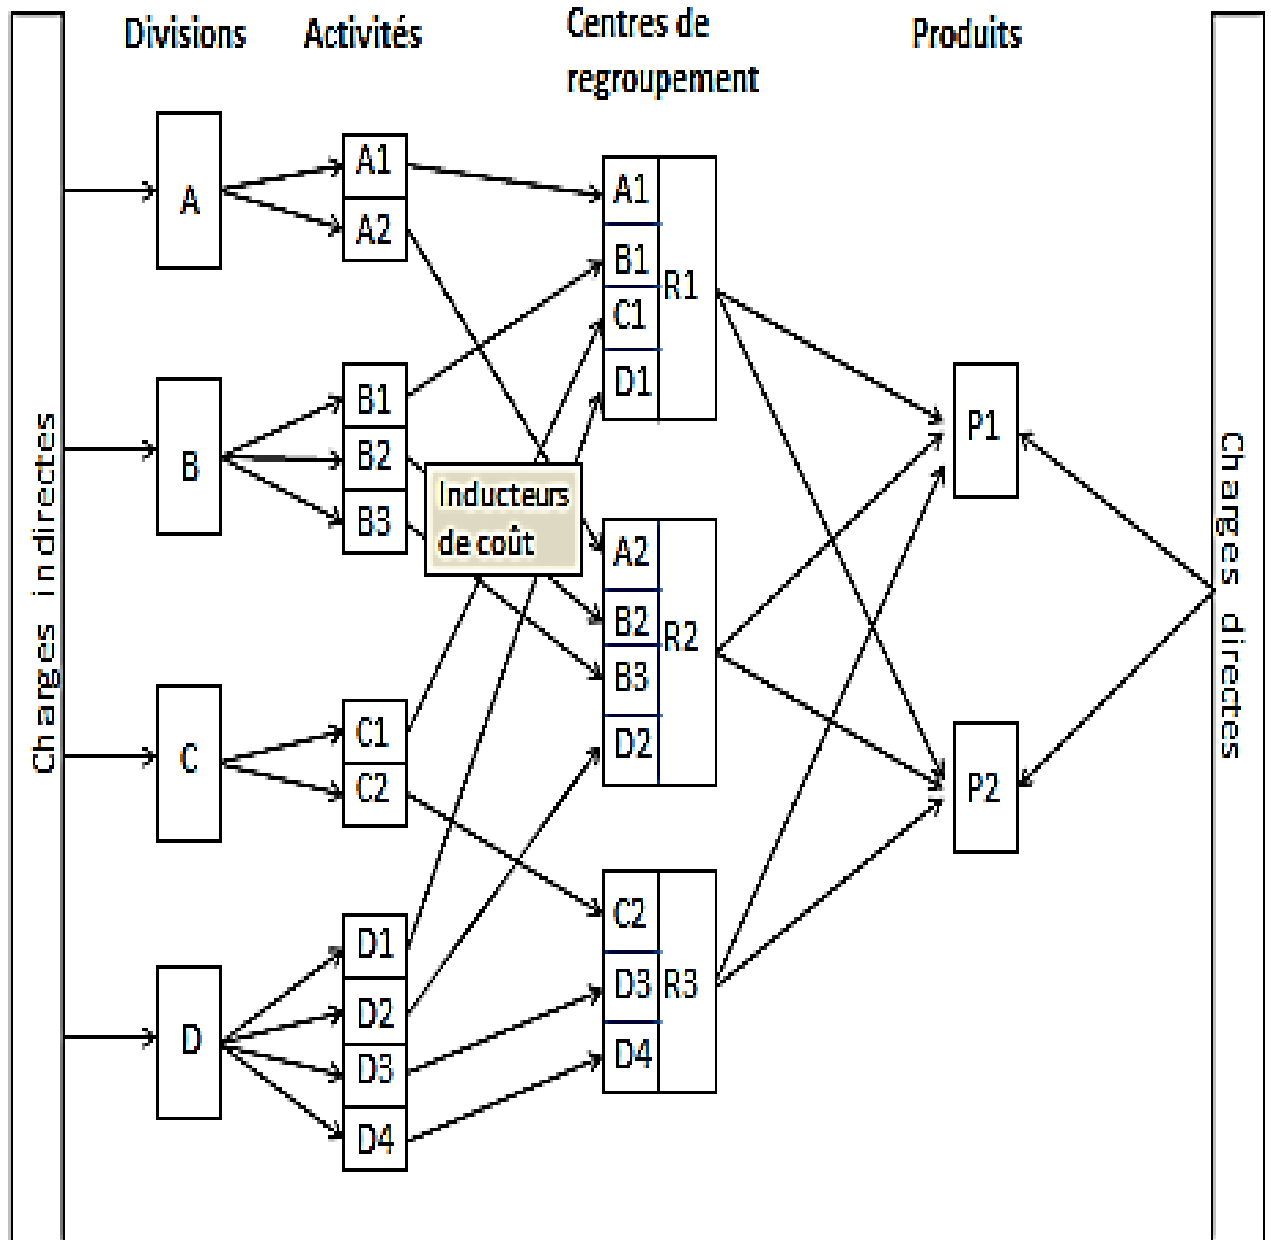 Divisions
Activités
Centres de
regroupement
Produits
Charges indirectes
A
B
C
D
A1
A2
B1
B2
B3
C1
C2
D1
D2
D3
D4
Inducteurs
de coût
A1
B1
C1
D1
R1
A2
B2
B3
D2
R2
C2
D3
D4
R3
P1
P2
Charges directes